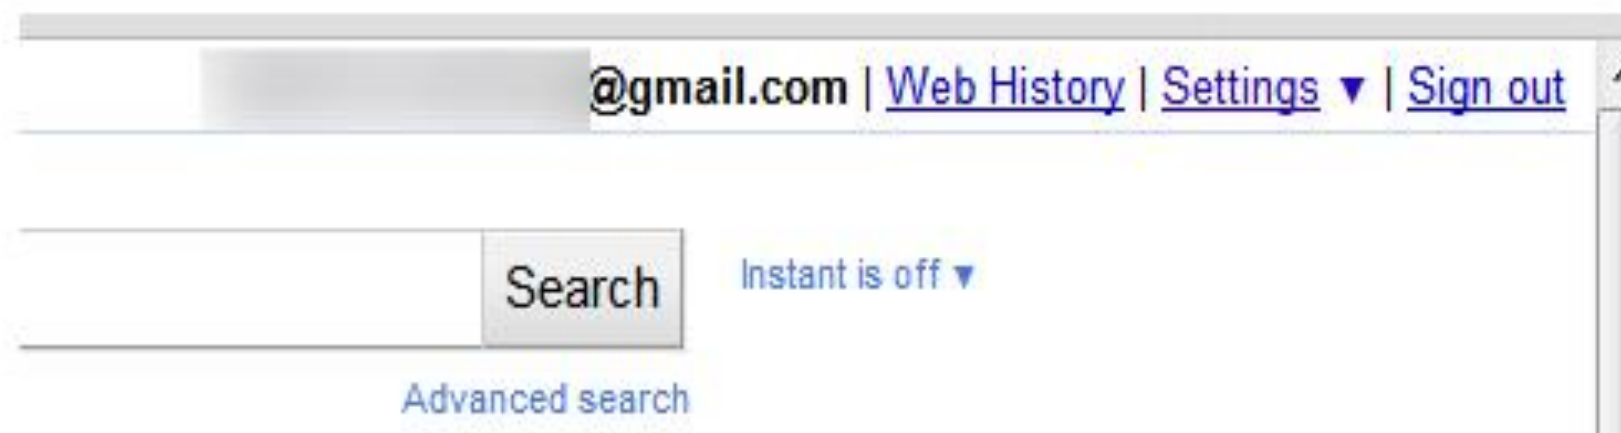 @gmail.com | Web History | Settings ▼ | Sign out
Search
Instant is off ▼
Advanced search